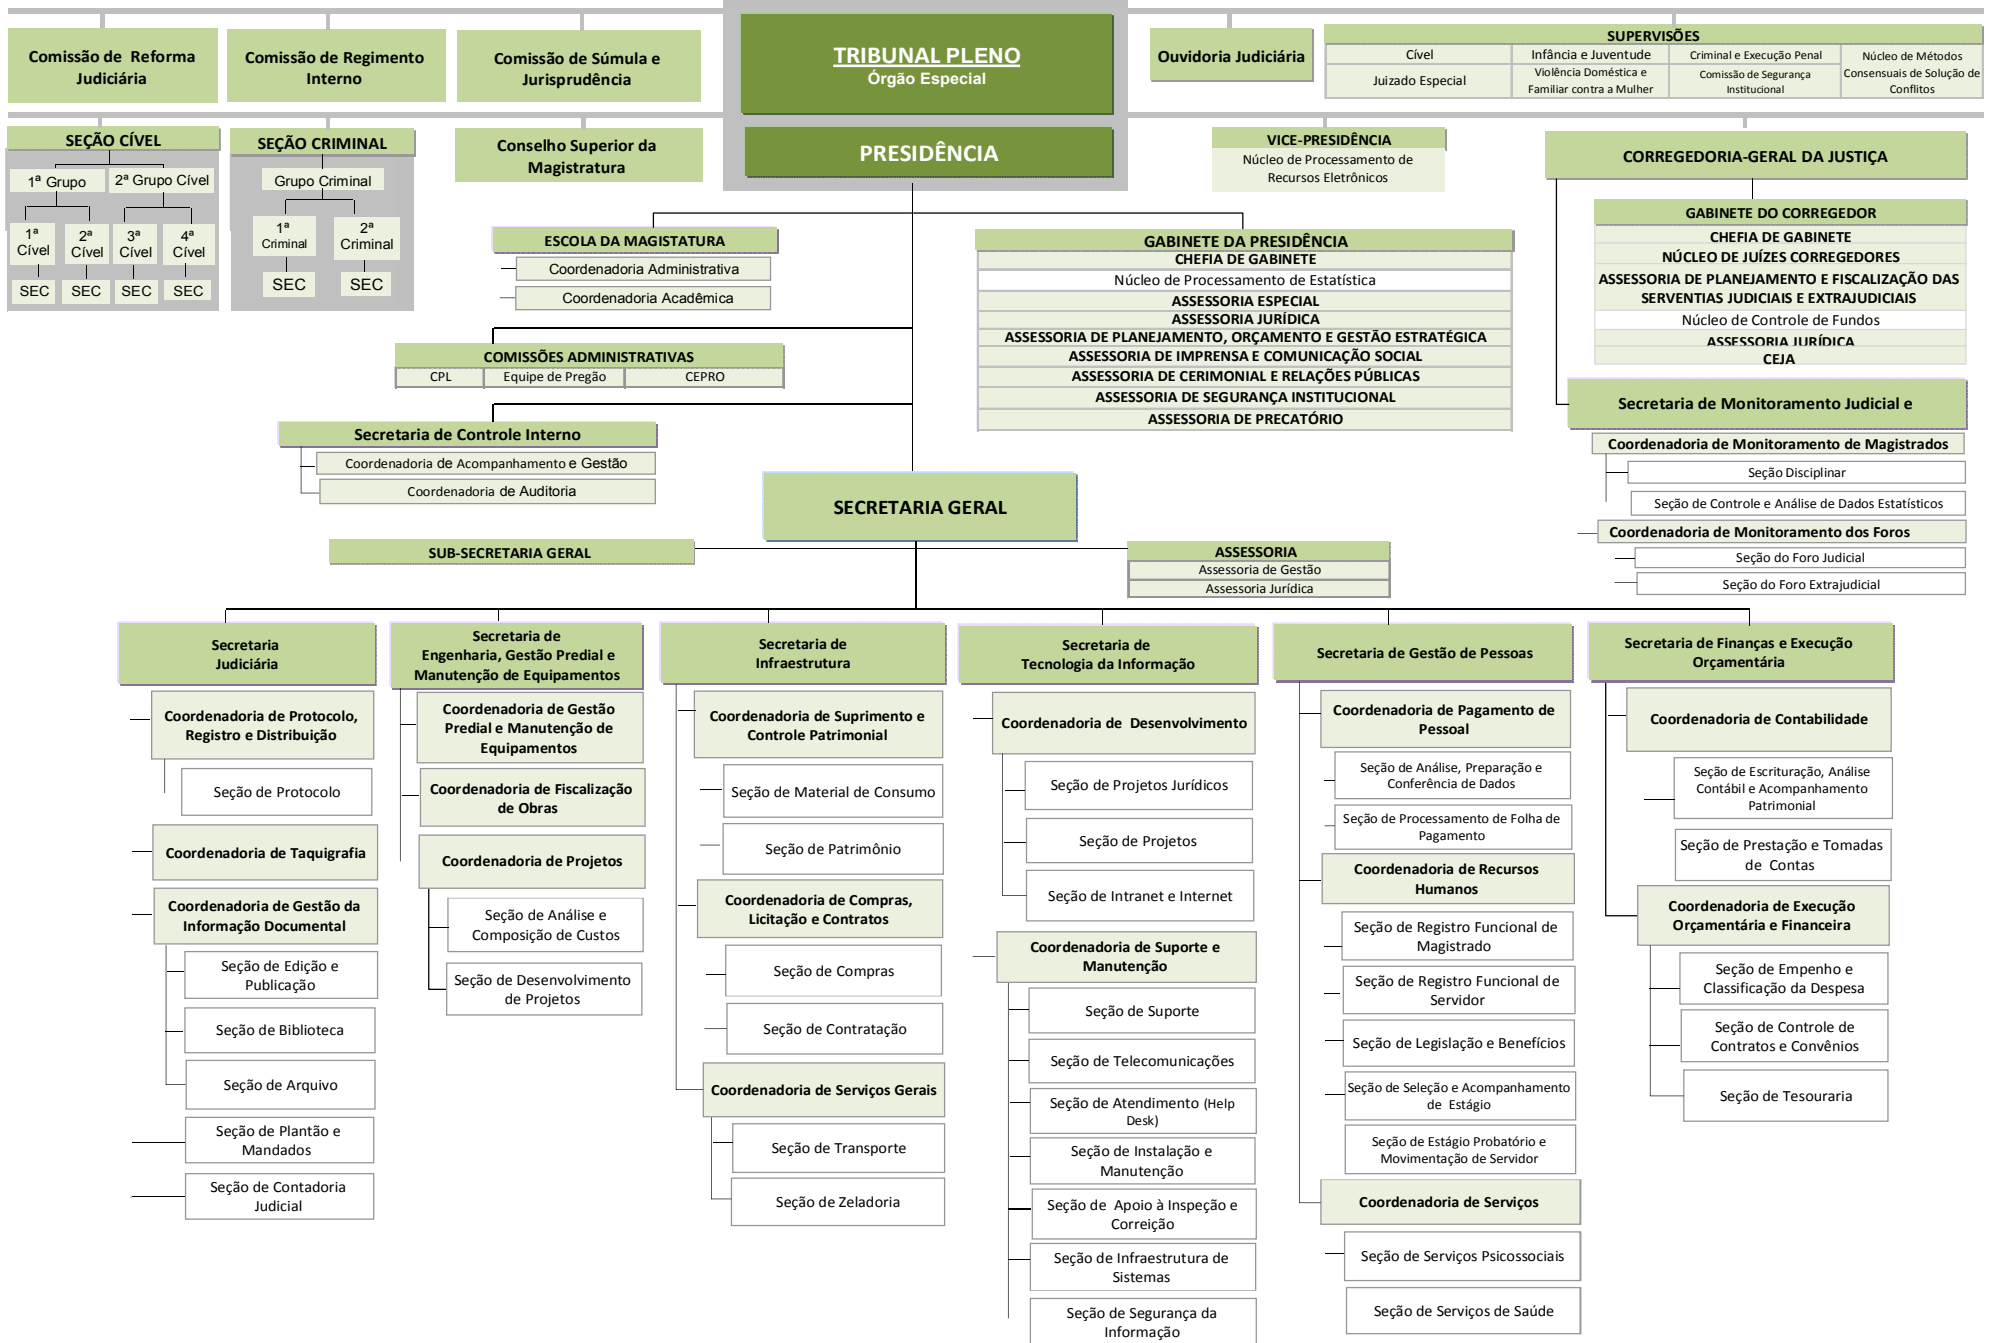 Comissão de Reforma
Judiciária
Comissão de Regimento
Interno
Comissão de Súmula e
Jurisprudência
TRIBUNAL PLENO
Órgão Especial
Ouvidoria Judiciária
SUPERVISÕES
Cível
Infância e Juventude
Criminal e Execução Penal
Núcleo de Métodos
Consensuais de Solução de
Conflitos
Juizado Especial
Violência Doméstica e
Familiar contra a Mulher
Comissão de Segurança
Institucional
SEÇÃO CÍVEL
1ª Grupo
2ª Grupo Cível
1ª
Cível
2ª
Cível
3ª
Cível
4ª
Cível
SEC
SEC
SEC
SEC
SEÇÃO CRIMINAL
Grupo Criminal
1ª
Criminal
2ª
Criminal
SEC
SEC
Conselho Superior da
Magistratura
PRESIDÊNCIA
VICE-PRESIDÊNCIA
Núcleo de Processamento de
Recursos Eletrônicos
CORREGEDORIA-GERAL DA JUSTIÇA
GABINETE DO CORREGEDOR
CHEFIA DE GABINETE
NÚCLEO DE JUÍZES CORREGEDORES
ASSESSORIA DE PLANEJAMENTO E FISCALIZAÇÃO DAS
SERVENTIAS JUDICIAIS E EXTRAJUDICIAIS
Núcleo de Controle de Fundos
ASSESSORIA JURÍDICA
CEJA
ESCOLA DA MAGISTATURA
Coordenadoria Administrativa
Coordenadoria Acadêmica
GABINETE DA PRESIDÊNCIA
CHEFIA DE GABINETE
Núcleo de Processamento de Estatística
ASSESSORIA ESPECIAL
ASSESSORIA JURÍDICA
ASSESSORIA DE PLANEJAMENTO, ORÇAMENTO E GESTÃO ESTRATÉGICA
ASSESSORIA DE IMPRENSA E COMUNICAÇÃO SOCIAL
ASSESSORIA DE CERIMONIAL E RELAÇÕES PÚBLICAS
ASSESSORIA DE SEGURANÇA INSTITUCIONAL
ASSESSORIA DE PRECATÓRIO
COMISSÕES ADMINISTRATIVAS
CPL
Equipe de Pregão
CEPRO
Secretaria de Controle Interno
Coordenadoria de Acompanhamento e Gestão
Coordenadoria de Auditoria
Secretaria de Monitoramento Judicial e
Coordenadoria de Monitoramento de Magistrados
Seção Disciplinar
Seção de Controle e Análise de Dados Estatísticos
Coordenadoria de Monitoramento dos Foros
Seção do Foro Judicial
Seção do Foro Extrajudicial
SECRETARIA GERAL
SUB-SECRETARIA GERAL
ASSESSORIA
Assessoria de Gestão
Assessoria Jurídica
Secretaria
Judiciária
Coordenadoria de Protocolo,
Registro e Distribuição
Seção de Protocolo
Coordenadoria de Taquigrafia
Coordenadoria de Gestão da
Informação Documental
Seção de Edição e
Publicação
Seção de Biblioteca
Seção de Arquivo
Seção de Plantão e
Mandados
Seção de Contadoria
Judicial
Secretaria de
Engenharia, Gestão Predial e
Manutenção de Equipamentos
Coordenadoria de Gestão
Predial e Manutenção de
Equipamentos
Coordenadoria de Fiscalização
de Obras
Coordenadoria de Projetos
Seção de Análise e
Composição de Custos
Seção de Desenvolvimento
de Projetos
Secretaria de
Infraestrutura
Coordenadoria de Suprimento e
Controle Patrimonial
Seção de Material de Consumo
Seção de Patrimônio
Coordenadoria de Compras,
Licitação e Contratos
Seção de Compras
Seção de Contratação
Coordenadoria de Serviços Gerais
Seção de Transporte
Seção de Zeladoria
Secretaria de
Tecnologia da Informação
Coordenadoria de Desenvolvimento
Seção de Projetos Jurídicos
Seção de Projetos
Seção de Intranet e Internet
Coordenadoria de Suporte e
Manutenção
Seção de Suporte
Seção de Telecomunicações
Seção de Atendimento (Help
Desk)
Seção de Instalação e
Manutenção
Seção de Apoio à Inspeção e
Correição
Seção de Infraestrutura de
Sistemas
Seção de Segurança da
Informação
Secretaria de Gestão de Pessoas
Coordenadoria de Pagamento de
Pessoal
Seção de Análise, Preparação e
Conferência de Dados
Seção de Processamento de Folha de
Pagamento
Coordenadoria de Recursos
Humanos
Seção de Registro Funcional de
Magistrado
Seção de Registro Funcional de
Servidor
Seção de Legislação e Benefícios
Seção de Seleção e Acompanhamento
de Estágio
Seção de Estágio Probatório e
Movimentação de Servidor
Coordenadoria de Serviços
Seção de Serviços Psicossociais
Seção de Serviços de Saúde
Secretaria de Finanças e Execução
Orçamentária
Coordenadoria de Contabilidade
Seção de Escrituração, Análise
Contábil e Acompanhamento
Patrimonial
Seção de Prestação e Tomadas
de Contas
Coordenadoria de Execução
Orçamentária e Financeira
Seção de Empenho e
Classificação da Despesa
Seção de Controle de
Contratos e Convênios
Seção de Tesouraria